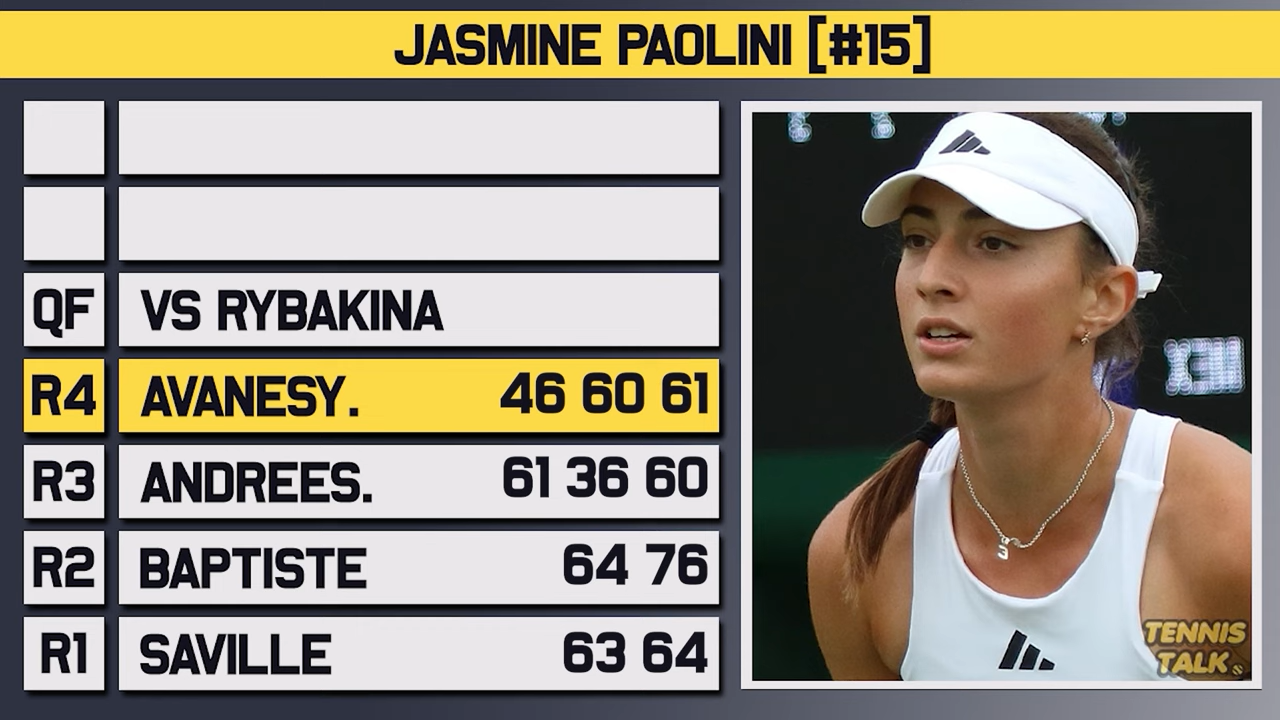 JASMINE PAOLINI [#15]
QF VS RYBAKINA
R4 AVANESY. 46 60 61
R3 ANDREES. 61 36 60
R2 BAPTISTE 64 76
R1 SAVILLE 63 64
3
TENNIS
TALK